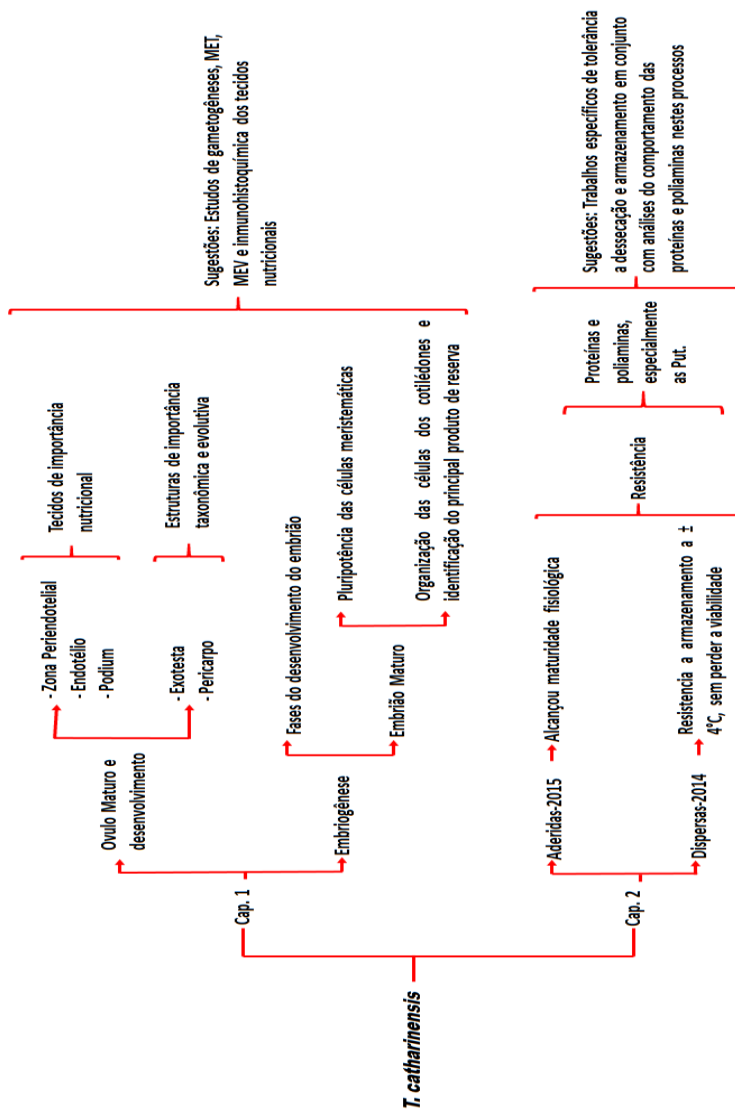 T. catharinensis
Cap. 1
Ovulo Maturo e
desenvolvimento
- Zona Periendotelial
- Endotélio
- Podium
Tecidos de importância
nutricional
- Exotesta
- Pericarpo
Estruturas de importância
taxonômica e evolutiva
Embriogênese
Fases do desenvolvimento do embrião
Embrião Maturo
Pluripotência das células meristemáticas
Organização das células dos cotilédones e
identificação do principal produto de reserva
Sugestões: Estudos de gametogêneses, MET,
MEV e inmunohistoquímica dos tecidos
nutricionais
Cap. 2
Aderidas-2015
Alcançou maturidade fisiológica
Dispersas-2014
Resistencia a armazenamento a ±
4°C, sem perder a viabilidade
Resistência
Proteínas e
poliaminas,
especialmente
as Put.
Sugestões: Trabalhos específicos de tolerância
a dessecação e armazenamento em conjunto
com análises do comportamento das
proteínas e poliaminas nestes processos